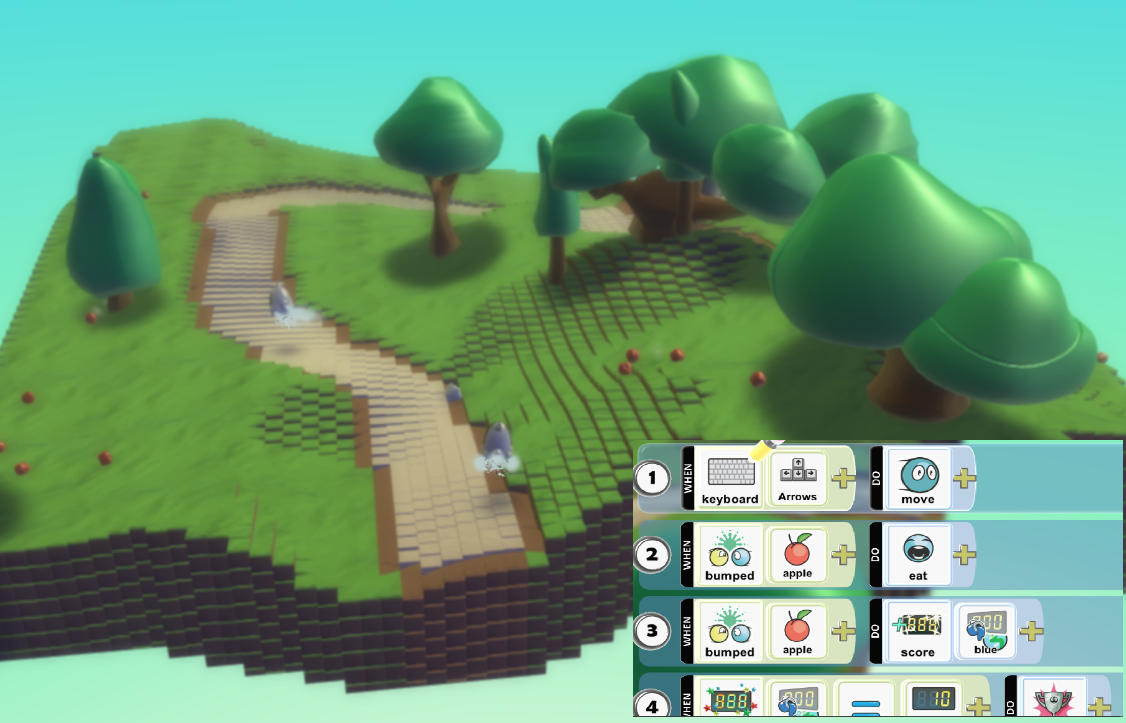 1 WHEN keyboard Arrows DO move
2 WHEN bumped apple DO eat
3 WHEN bumped apple DO score blue
4 WHEN 10 DO